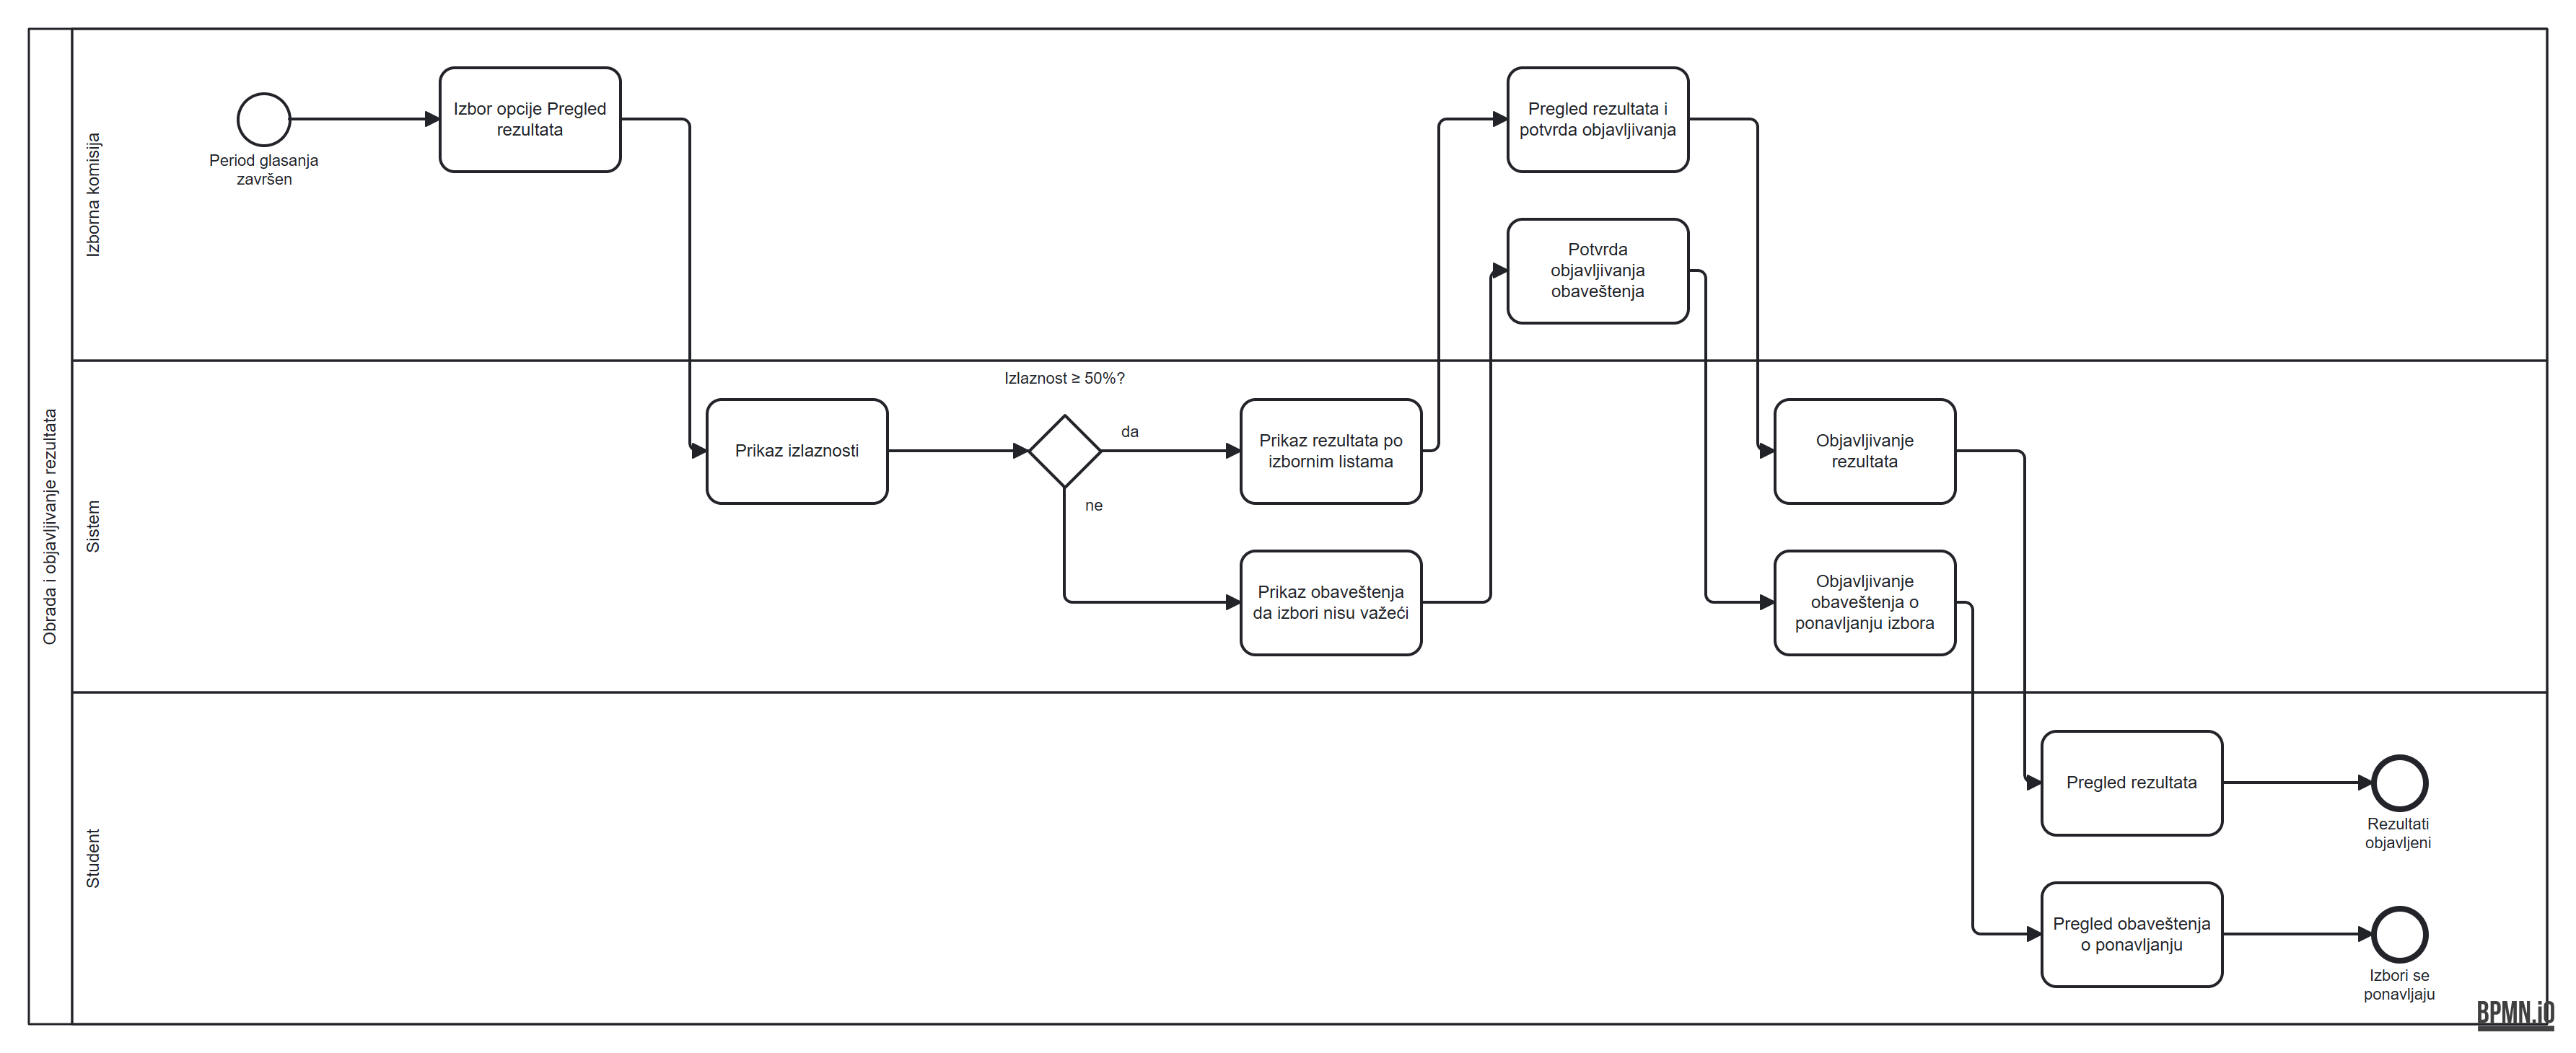 Obrada i objavljivanje rezultata
Izborna komisija
Period glasanja
završen
Izbor opcije Pregled
rezultata
Pregled rezultata i
potvrda objavljivanja
Potvrda
objavljivanja
obaveštenja
Sistem
Prikaz izlaznosti
Izlaznost ≥ 50%?
da
ne
Prikaz rezultata po
izbornim listama
Prikaz obaveštenja
da izbori nisu važeći
Objavljivanje
rezultata
Objavljivanje
obaveštenja o
ponavljanju izbora
Student
Pregled rezultata
Rezultati
objavljeni
Pregled obaveštenja
o ponavljanju
Izbori se
ponavljaju
BPMN.iO